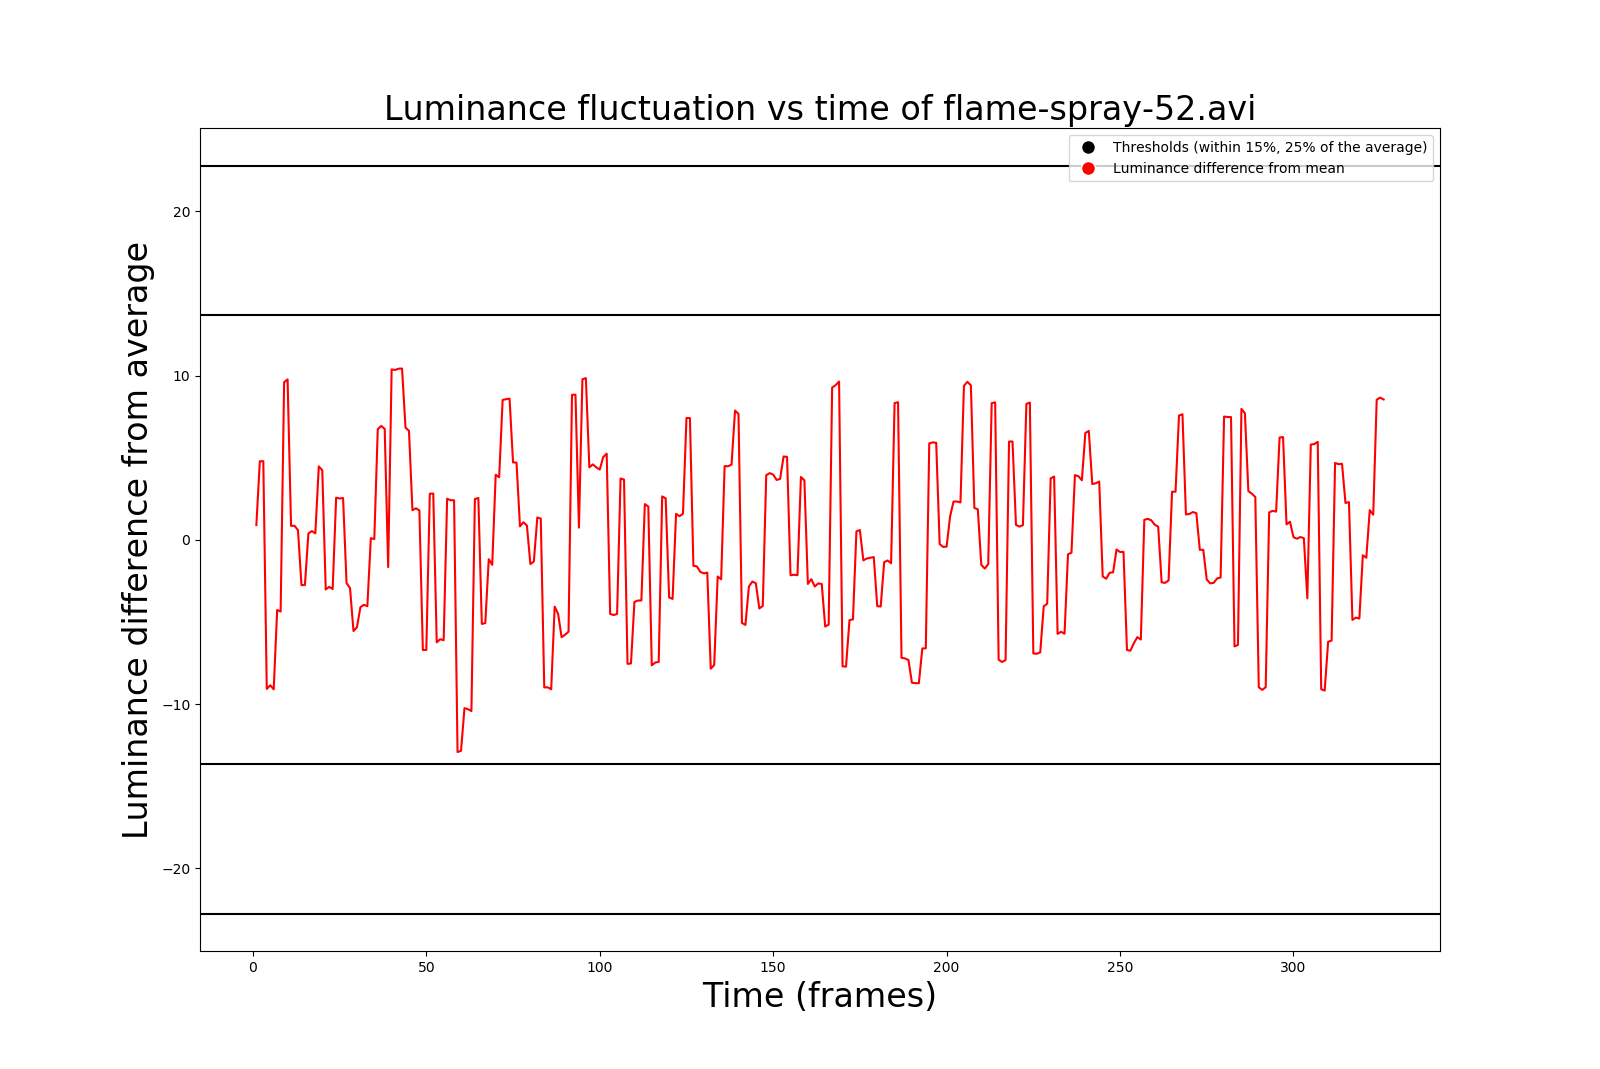 Luminance fluctuation vs time of flame-spray-52.avi
Thresholds (within 15%, 25% of the average)
Luminance difference from mean
Luminance difference from average
20
10
0
−10
−20
0 50 100 150 200 250 300
Time (frames)